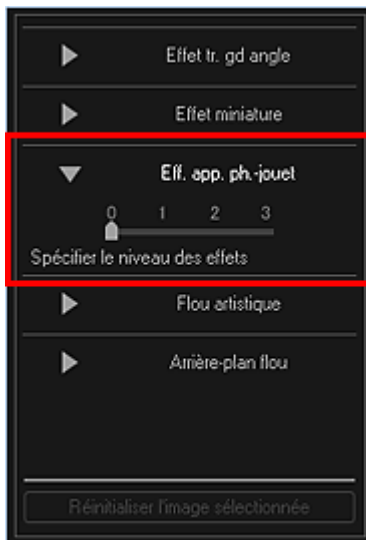 Effet tr. gd angle
Effet miniature
Eff. app. ph.-jouet
0 1 2 3
Spécifier le niveau des effets
Flou artistique
Arrière-plan flou
Réinitialiser l'image sélectionnée